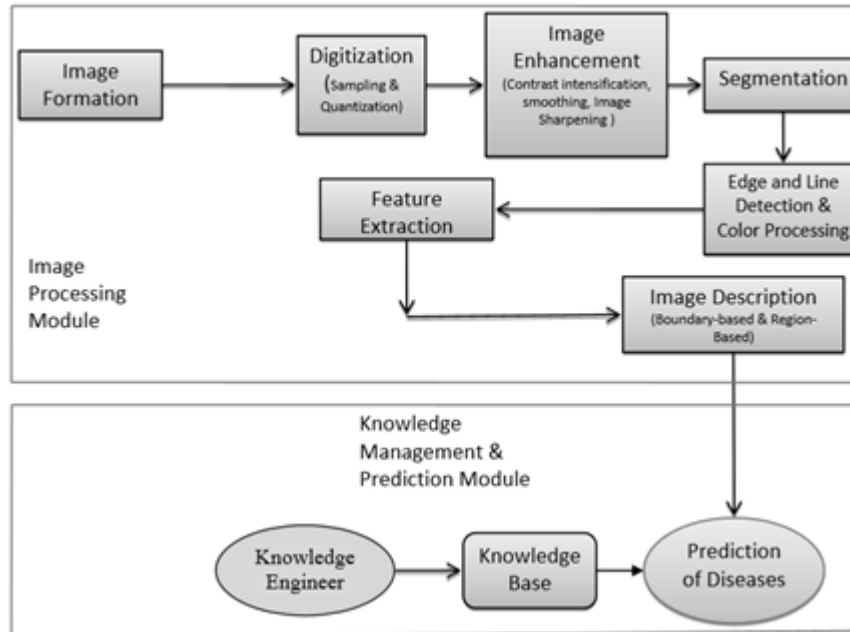 Image
Formation
Digitization
(Sampling &
Quantization)
Image
Enhancement
(Contrast intensification,
smoothing, Image
Sharpening )
Segmentation
Edge and Line
Detection &
Color Processing
Feature
Extraction
Image
Processing
Module
Image Description
(Boundary-based & Region-
Based)
Knowledge
Management &
Prediction Module
Knowledge
Engineer
Knowledge
Base
Prediction
of Diseases